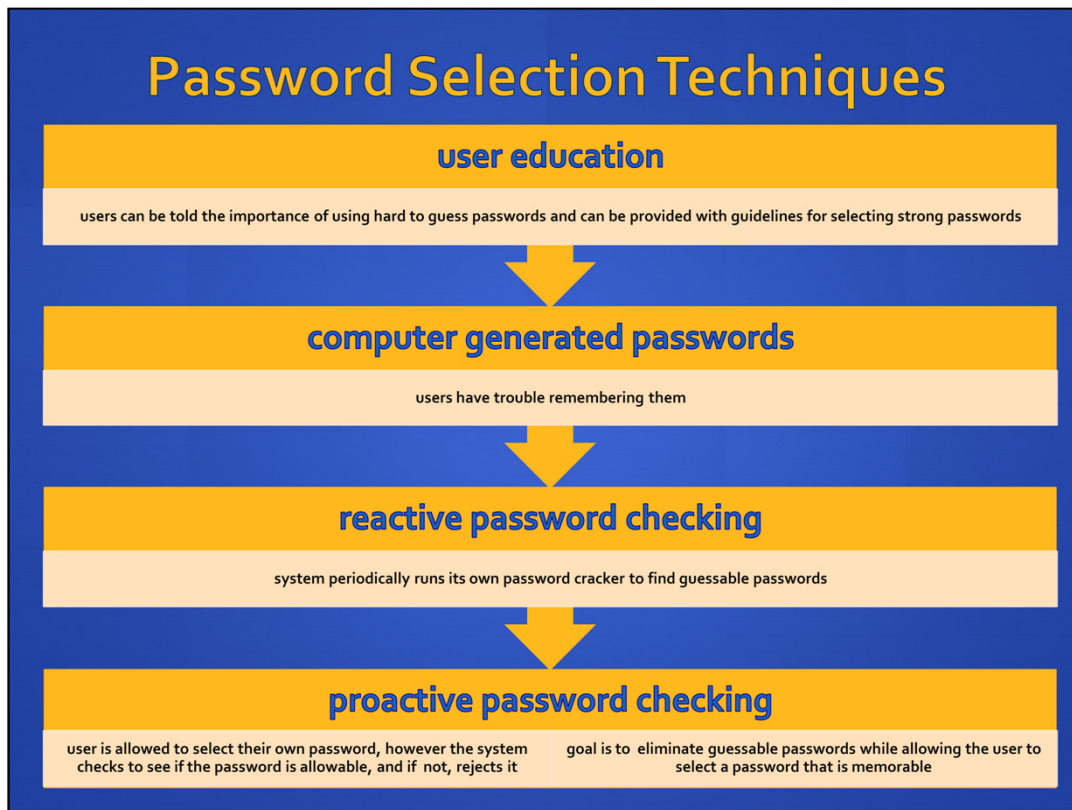 Password Selection Techniques
user education
users can be told the importance of using hard to guess passwords and can be provided with guidelines for selecting strong passwords
computer generated passwords
users have trouble remembering them
reactive password checking
system periodically runs its own password cracker to find guessable passwords
proactive password checking
user is allowed to select their own password, however the system
checks to see if the password is allowable, and if not, rejects it
goal is to eliminate guessable passwords while allowing the user to
select a password that is memorable